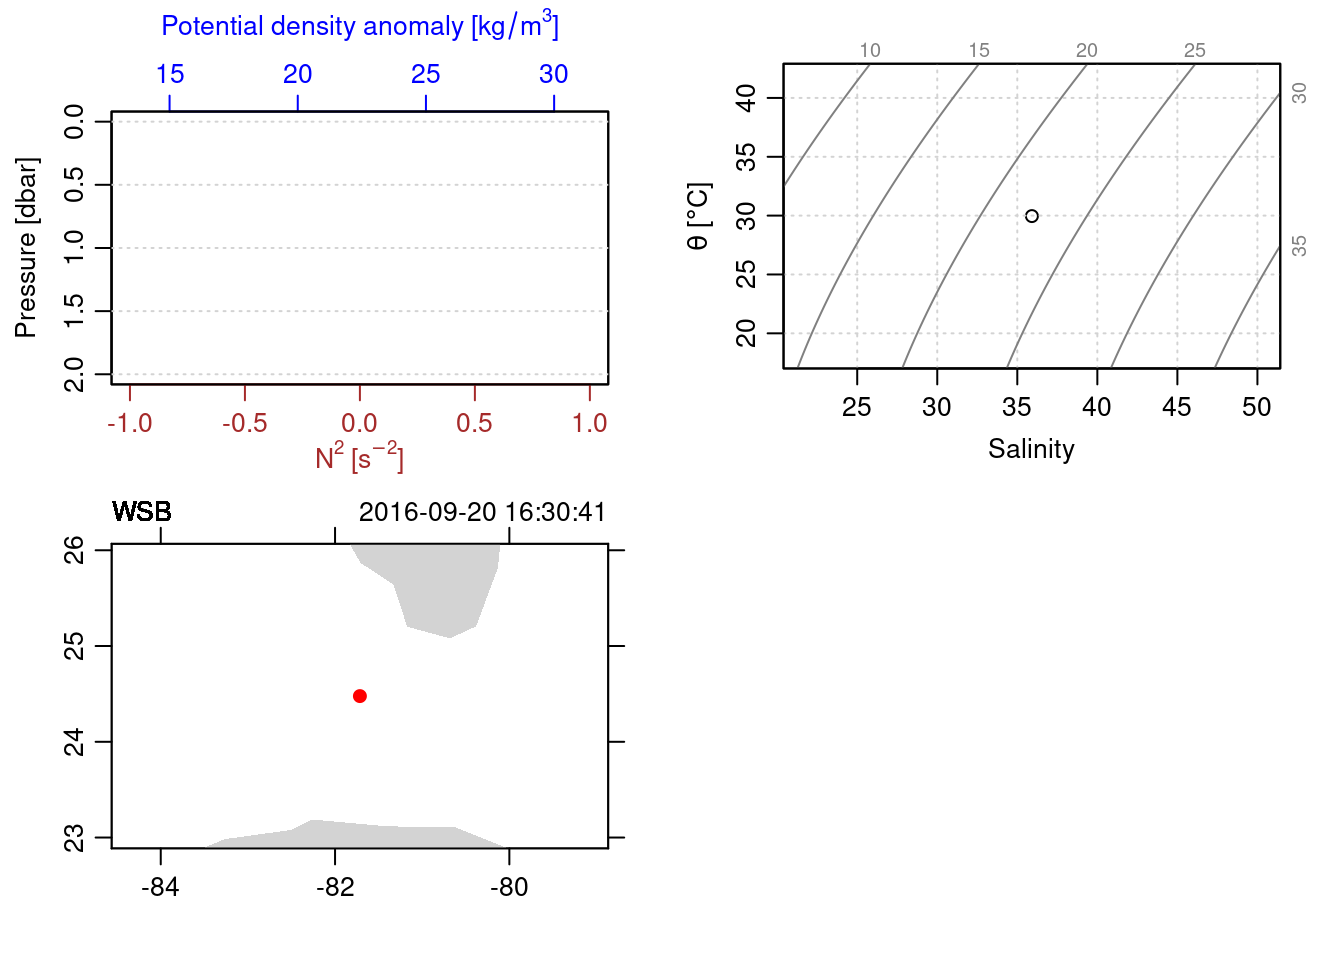 Potential density anomaly [kg/m³]
15 20 25 30
Pressure [dbar]
0.0
0.5
1.0
1.5
2.0
-1.0 -0.5 0.0 0.5 1.0
N² [s⁻²]
10 15 20 25
30
35
θ [°C]
40
35
30
25
20
25 30 35 40 45 50
Salinity
WSB 2016-09-20 16:30:41
26
25
24
23
-84 -82 -80